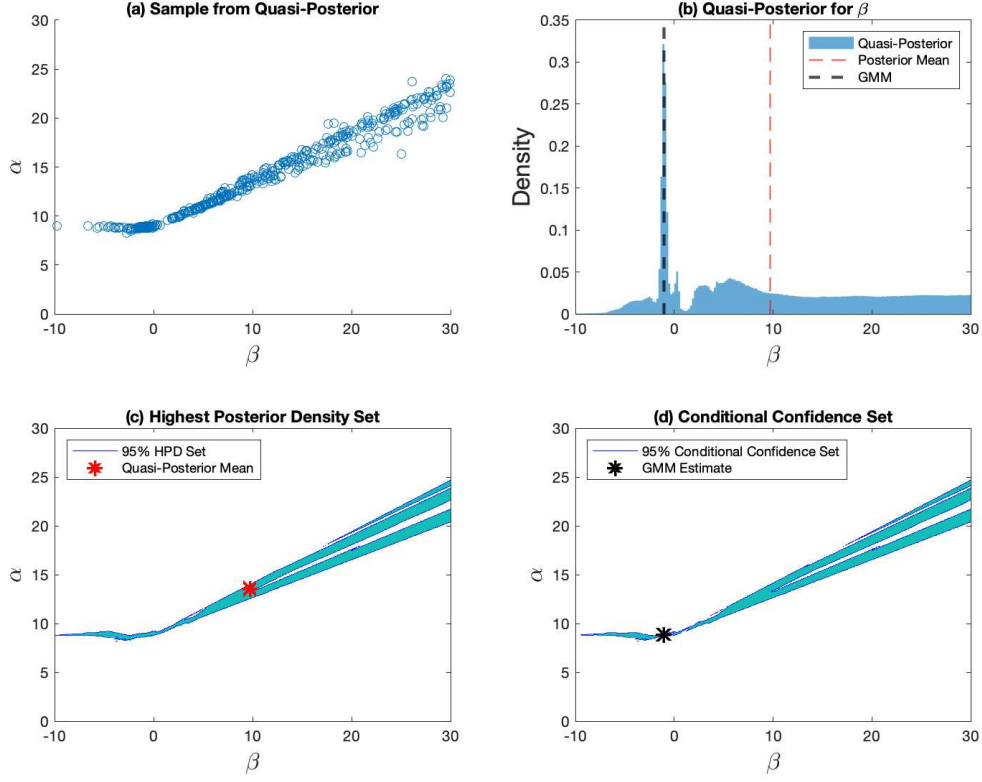 (a) Sample from Quasi-Posterior
30
25
20
15
10
5
0
α
-10 0 10 20 30
β
(b) Quasi-Posterior for β
Quasi-Posterior
Posterior Mean
GMM
0.35
0.3
0.25
0.2
0.15
0.1
0.05
0
Density
-10 0 10 20 30
β
(c) Highest Posterior Density Set
95% HPD Set
Quasi-Posterior Mean
30
25
20
15
10
5
0
α
-10 0 10 20 30
β
(d) Conditional Confidence Set
95% Conditional Confidence Set
GMM Estimate
30
25
20
15
10
5
0
α
-10 0 10 20 30
β